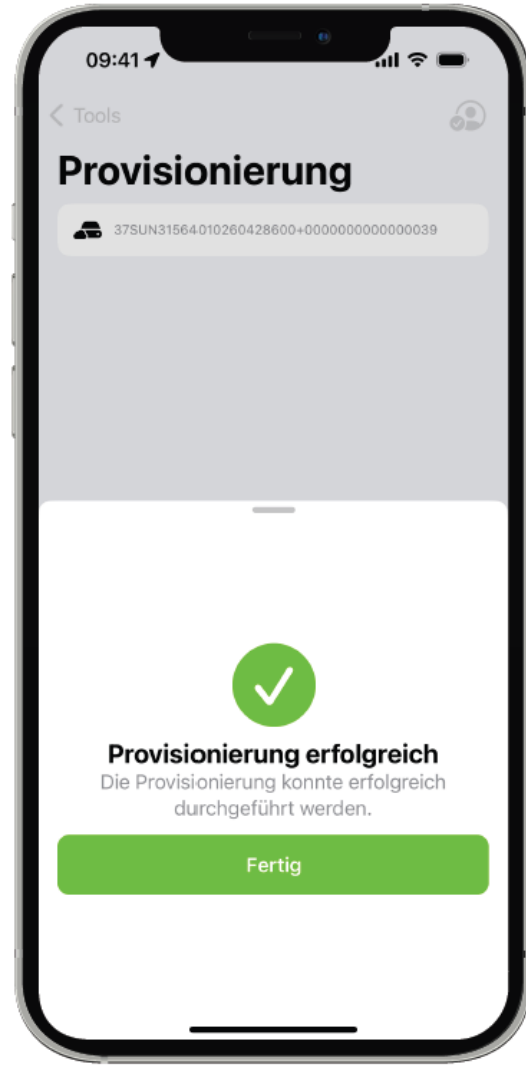 09:41
Tools
Provisionierung
37SUN31564010260428600+0000000000000039
Provisionierung erfolgreich
Die Provisionierung konnte erfolgreich
durchgeführt werden.
Fertig